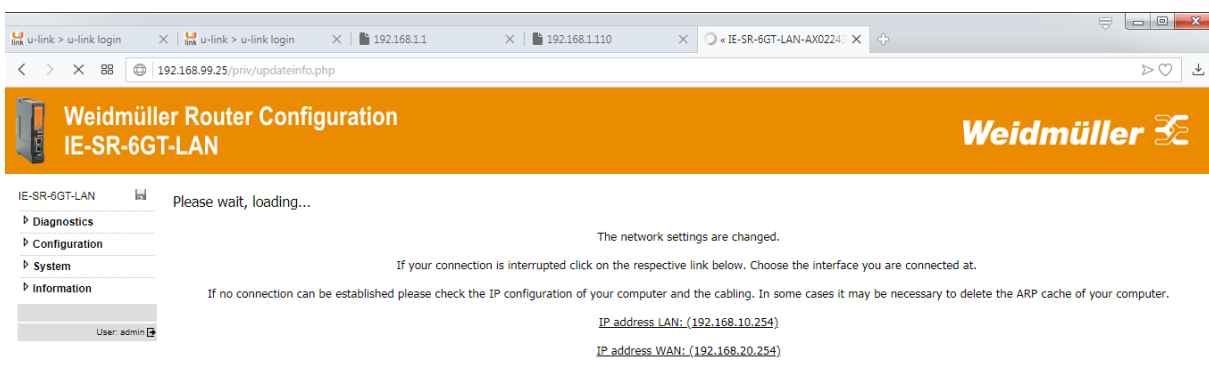 u-link > u-link login
u-link > u-link login
192.168.1.1
192.168.1.110
« IE-SR-6GT-LAN-AX0224
192.168.99.25/priv/updateinfo.php
Weidmüller Router Configuration
IE-SR-6GT-LAN
Weidmüller
IE-SR-6GT-LAN
Diagnostics
Configuration
System
Information
User: admin
Please wait, loading...
The network settings are changed.
If your connection is interrupted click on the respective link below. Choose the interface you are connected at.
If no connection can be established please check the IP configuration of your computer and the cabling. In some cases it may be necessary to delete the ARP cache of your computer.
IP address LAN: (192.168.10.254)
IP address WAN: (192.168.20.254)